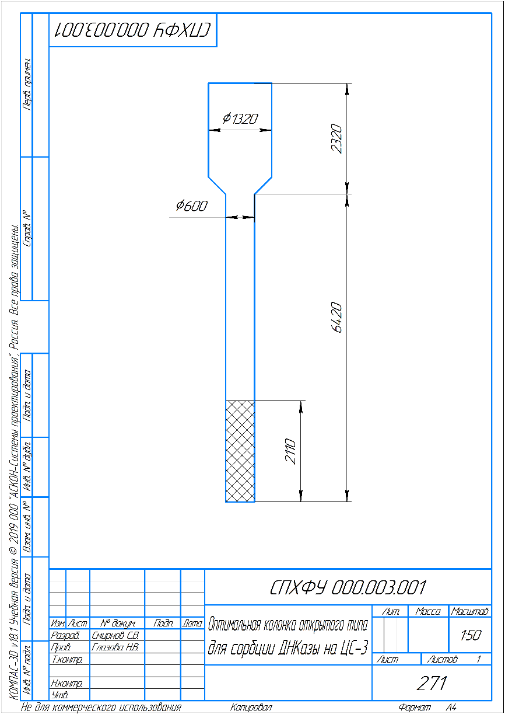 СПХФУ 000.003.001
Перв. примен.
Справ. №
Подп. и дата
Инв. № дубл.
Взам. инв. №
Подп. и дата
Инв. № подл.
КОМПАС-3D v18.1 Учебная версия © 2019 ООО "АСКОН-Системы проектирования", Россия. Все права защищены.
⌀1320
2320
⌀600
6420
2110
СПХФУ 000.003.001
Изм. Лист № докум. Подп. Дата
Разраб. Смирнов С.В.
Пров. Глазова Н.В.
Т.контр.
Н.контр.
Утв.
Оптимальная колонка открытого типа
для сорбции ДНКазы на ЦС-3
Лит. Масса Масштаб
150
Лист Листов 1
271
Не для коммерческого использования Копировал Формат А4